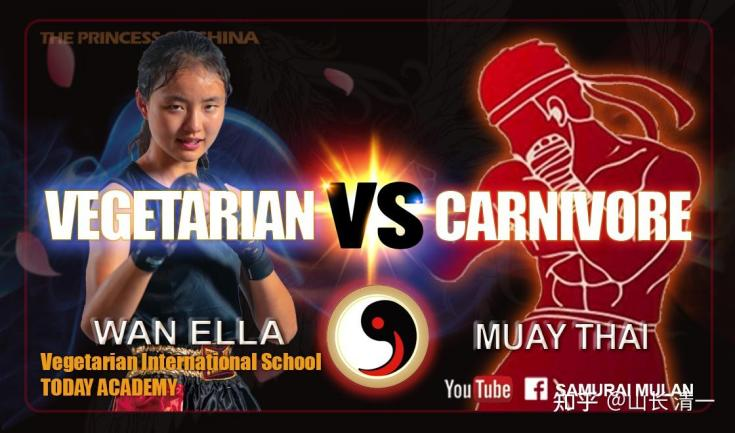 THE PRINCESS OF CHINA
VEGETARIAN VS CARNIVORE
WAN ELLA
MUAY THAI
Vegetarian International School
TODAY ACADEMY
YouTube
f SAMURAI MULAN
知乎 @山长清一